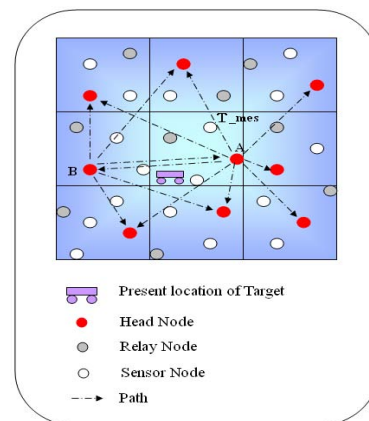 T_mes
A
B
Present location of Target
Head Node
Relay Node
Sensor Node
Path